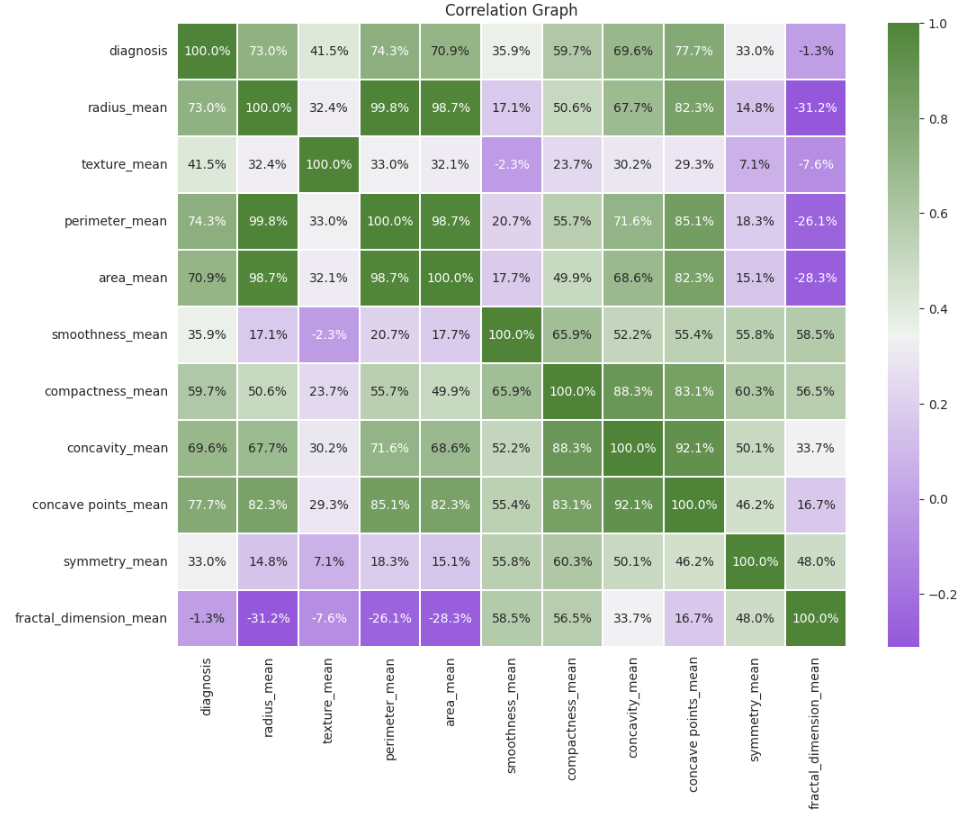 Correlation Graph
diagnosis 100.0% 73.0% 41.5% 74.3% 70.9% 35.9% 59.7% 69.6% 77.7% 33.0% -1.3%
radius_mean 73.0% 100.0% 32.4% 99.8% 98.7% 17.1% 50.6% 67.7% 82.3% 14.8% -31.2%
texture_mean 41.5% 32.4% 100.0% 33.0% 32.1% -2.3% 23.7% 30.2% 29.3% 7.1% -7.6%
perimeter_mean 74.3% 99.8% 33.0% 100.0% 98.7% 20.7% 55.7% 71.6% 85.1% 18.3% -26.1%
area_mean 70.9% 98.7% 32.1% 98.7% 100.0% 17.7% 49.9% 68.6% 82.3% 15.1% -28.3%
smoothness_mean 35.9% 17.1% -2.3% 20.7% 17.7% 100.0% 65.9% 52.2% 55.4% 55.8% 58.5%
compactness_mean 59.7% 50.6% 23.7% 55.7% 49.9% 65.9% 100.0% 88.3% 83.1% 60.3% 56.5%
concavity_mean 69.6% 67.7% 30.2% 71.6% 68.6% 52.2% 88.3% 100.0% 92.1% 50.1% 33.7%
concave points_mean 77.7% 82.3% 29.3% 85.1% 82.3% 55.4% 83.1% 92.1% 100.0% 46.2% 16.7%
symmetry_mean 33.0% 14.8% 7.1% 18.3% 15.1% 55.8% 60.3% 50.1% 46.2% 100.0% 48.0%
fractal_dimension_mean -1.3% -31.2% -7.6% -26.1% -28.3% 58.5% 56.5% 33.7% 16.7% 48.0% 100.0%
diagnosis
radius_mean
texture_mean
perimeter_mean
area_mean
smoothness_mean
compactness_mean
concavity_mean
concave points_mean
symmetry_mean
fractal_dimension_mean
1.0
0.8
0.6
0.4
0.2
0.0
−0.2